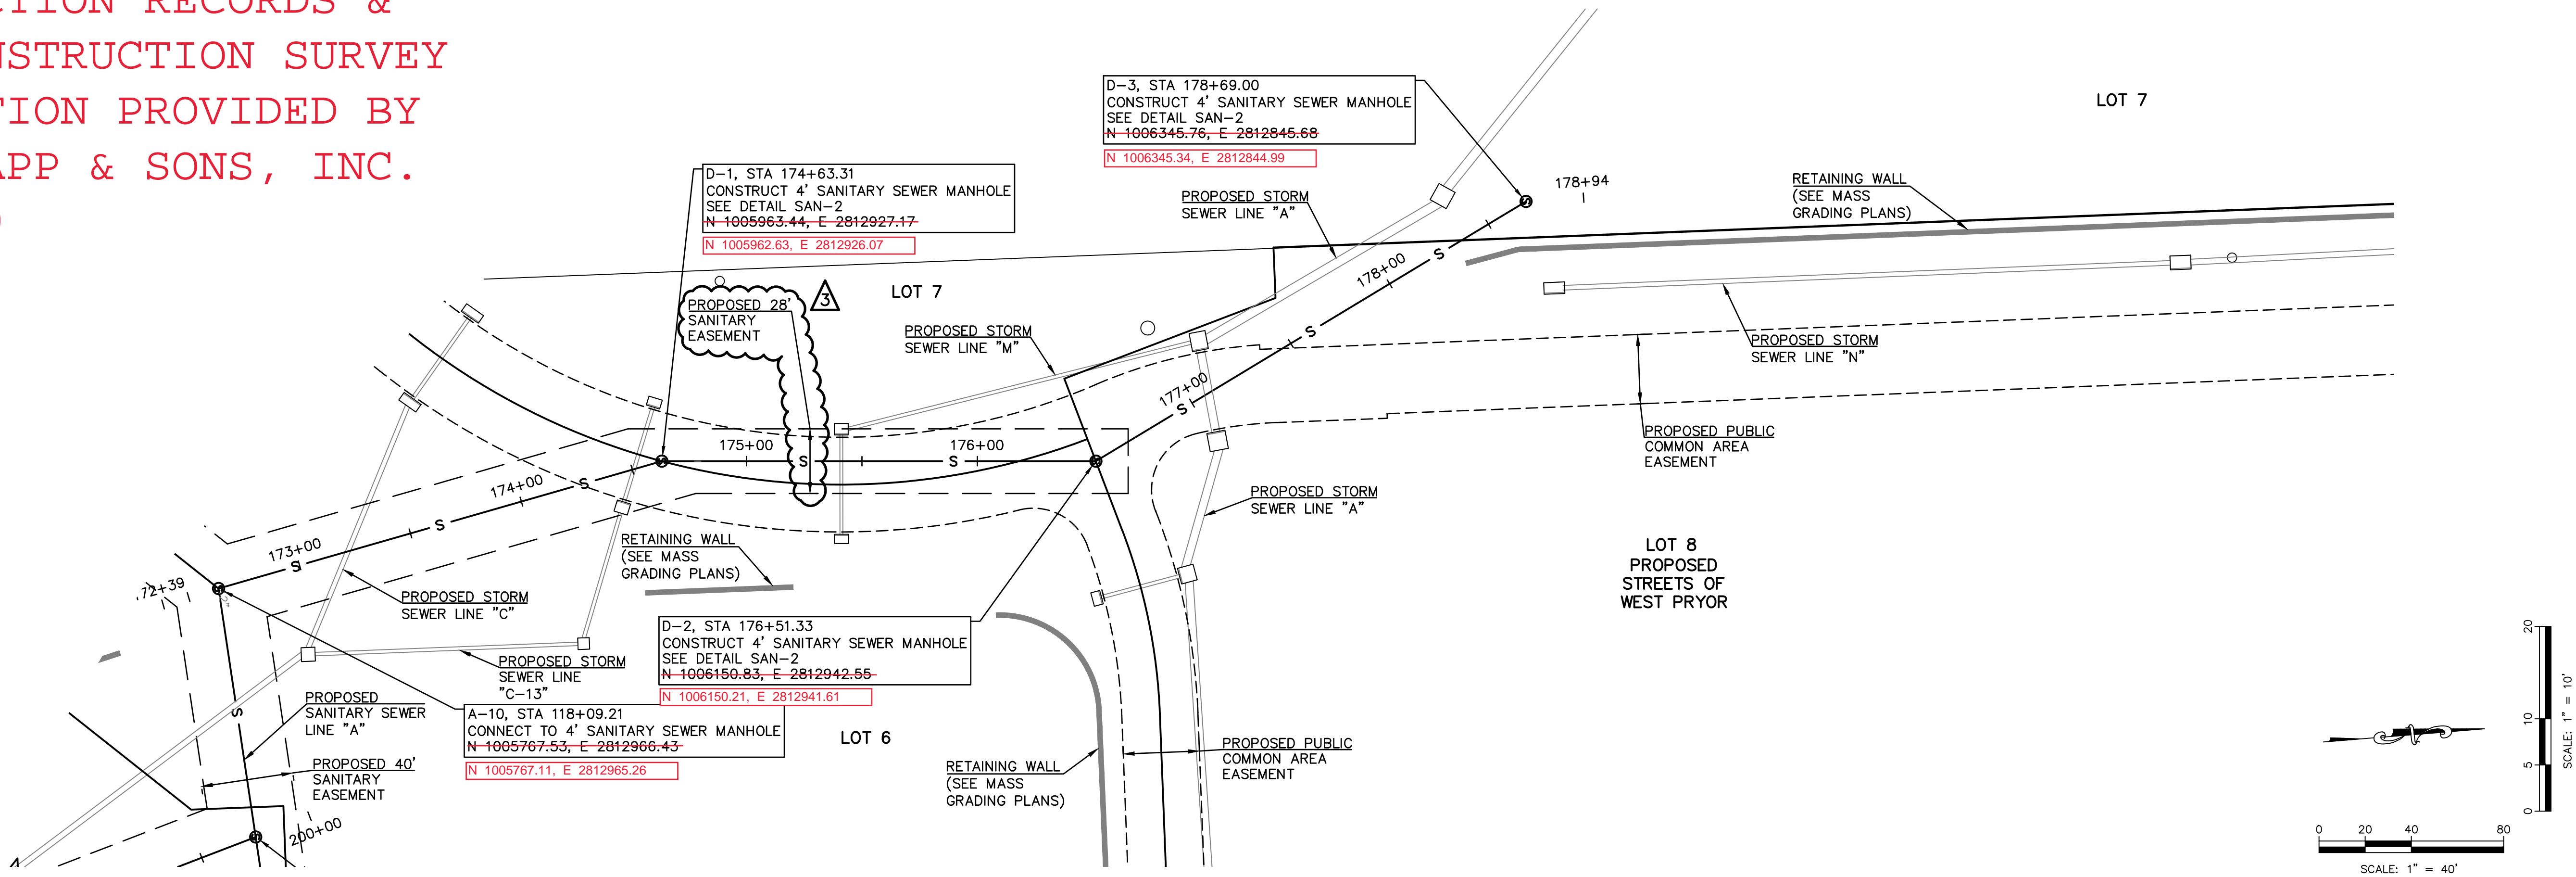 CTION RECORDS &
NSTRUCTION SURVEY
TION PROVIDED BY
APP & SONS, INC.
)
D-3, STA 178+69.00
CONSTRUCT 4' SANITARY SEWER MANHOLE
SEE DETAIL SAN-2
N 1006345.76, E 2812845.68
N 1006345.34, E 2812844.99
LOT 7
D-1, STA 174+63.31
CONSTRUCT 4' SANITARY SEWER MANHOLE
SEE DETAIL SAN-2
N 1005963.44, E 2812927.17
N 1005962.63, E 2812926.07
PROPOSED STORM
SEWER LINE "A"
178+94
RETAINING WALL
(SEE MASS
GRADING PLANS)
PROPOSED 28'
SANITARY
EASEMENT
3
LOT 7
PROPOSED STORM
SEWER LINE "M"
178+00
S
S
PROPOSED STORM
SEWER LINE "N"
177+00
S
175+00
176+00
S
S
174+00
S
S
173+00
S
172+39
PROPOSED PUBLIC
COMMON AREA
EASEMENT
PROPOSED STORM
SEWER LINE "A"
RETAINING WALL
(SEE MASS
GRADING PLANS)
LOT 8
PROPOSED
STREETS OF
WEST PRYOR
PROPOSED STORM
SEWER LINE "C"
D-2, STA 176+51.33
CONSTRUCT 4' SANITARY SEWER MANHOLE
SEE DETAIL SAN-2
N 1006150.83, E 2812942.55
N 1006150.21, E 2812941.61
PROPOSED STORM
SEWER LINE
"C-13"
PROPOSED
SANITARY SEWER
LINE "A"
S
A-10, STA 118+09.21
CONNECT TO 4' SANITARY SEWER MANHOLE
N 1005767.53, E 2812966.43
N 1005767.11, E 2812965.26
LOT 6
PROPOSED 40'
SANITARY
EASEMENT
RETAINING WALL
(SEE MASS
GRADING PLANS)
PROPOSED PUBLIC
COMMON AREA
EASEMENT
200+00
20
10
5
0
SCALE: 1" = 10'
0 20 40 80
SCALE: 1" = 40'